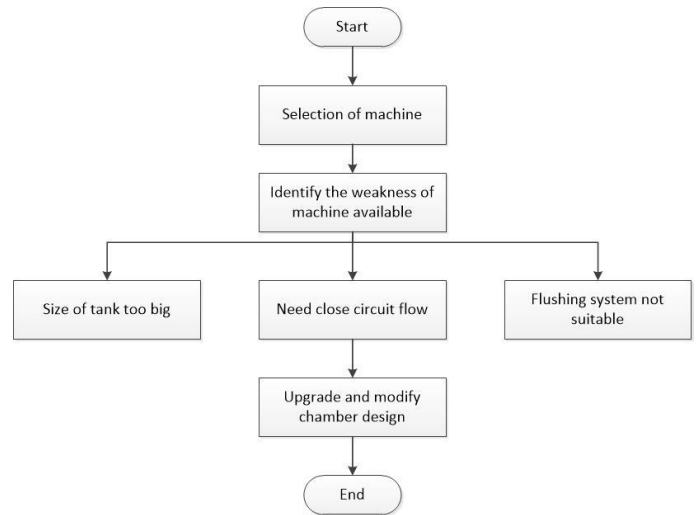 Start
Selection of machine
Identify the weakness of
machine available
Size of tank too big
Need close circuit flow
Flushing system not
suitable
Upgrade and modify
chamber design
End